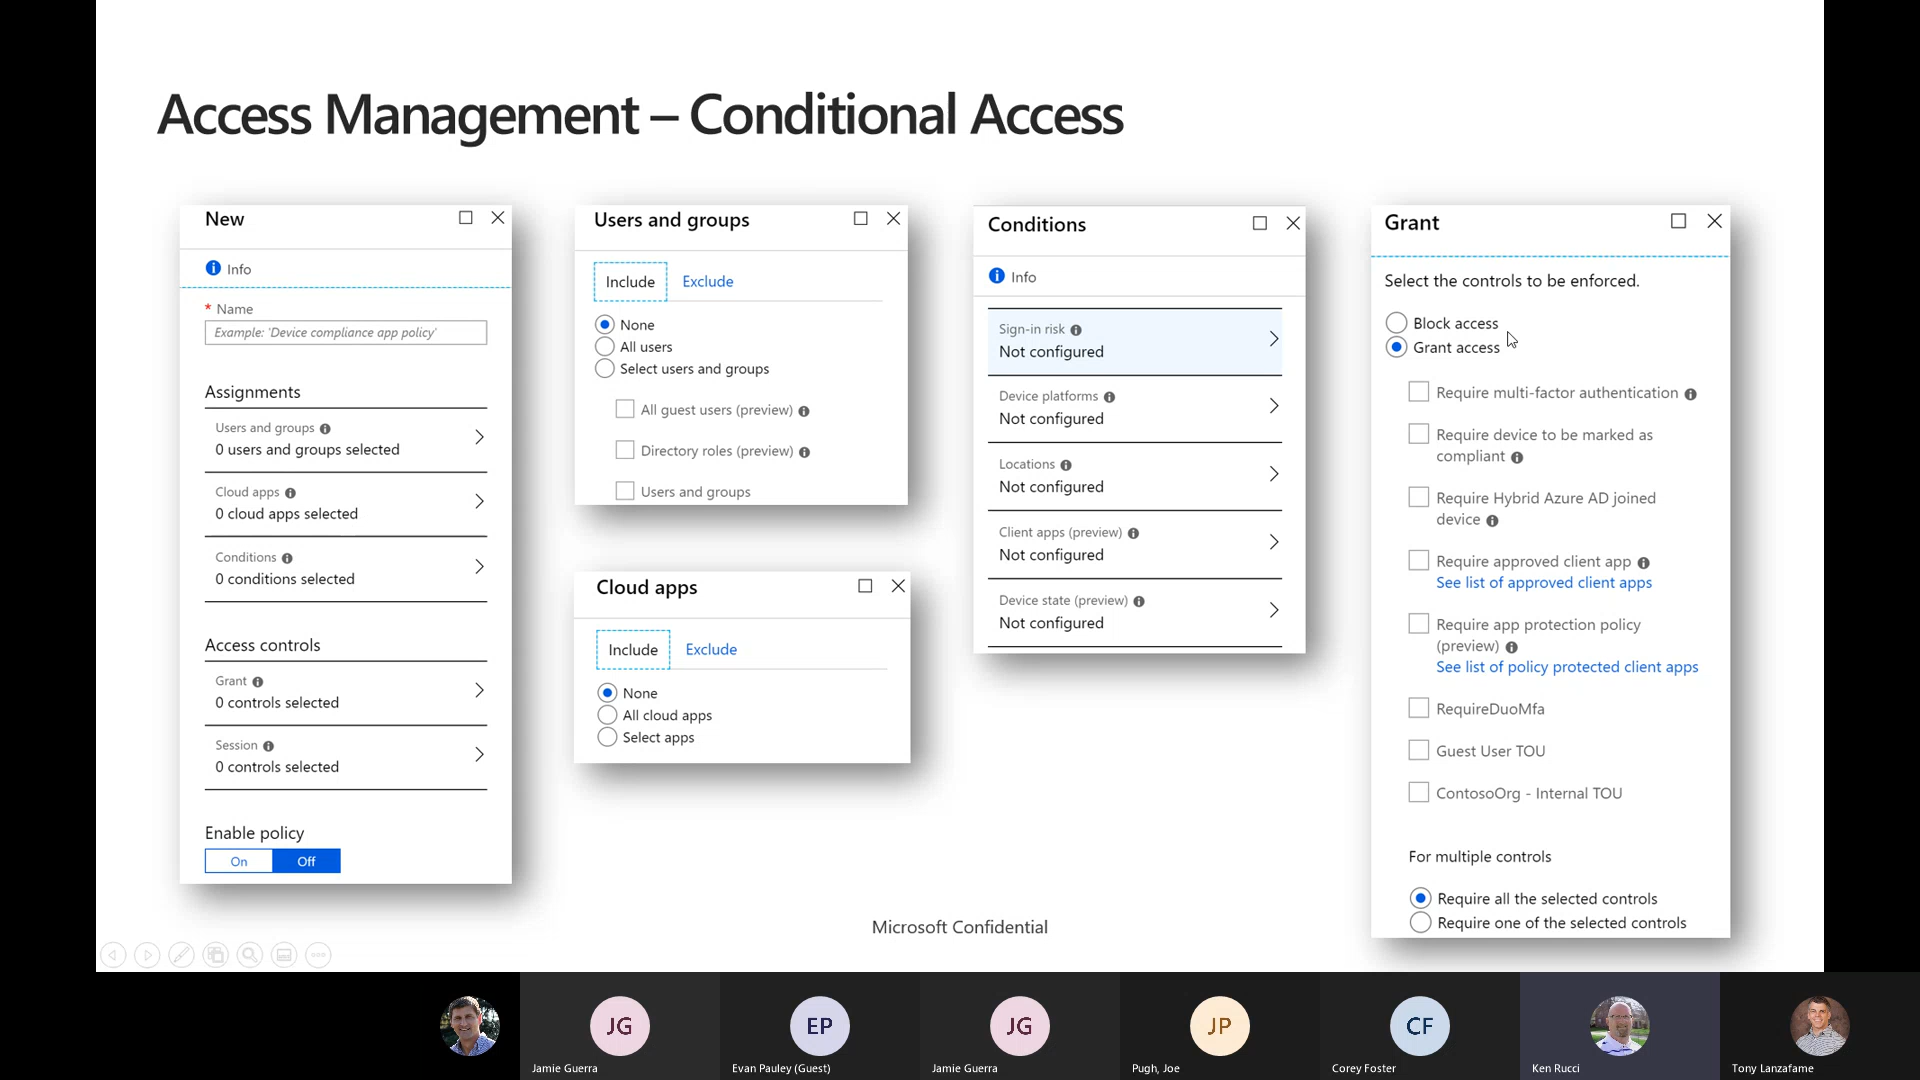 Access Management – Conditional Access
New
Info
* Name
Example: 'Device compliance app policy'
Assignments
Users and groups
0 users and groups selected
Cloud apps
0 cloud apps selected
Conditions
0 conditions selected
Access controls
Grant
0 controls selected
Session
0 controls selected
Enable policy
On Off
Users and groups
Include Exclude
None
All users
Select users and groups
All guest users (preview)
Directory roles (preview)
Users and groups
Cloud apps
Include Exclude
None
All cloud apps
Select apps
Conditions
Info
Sign-in risk
Not configured
Device platforms
Not configured
Locations
Not configured
Client apps (preview)
Not configured
Device state (preview)
Not configured
Grant
Select the controls to be enforced.
Block access
Grant access
Require multi-factor authentication
Require device to be marked as
compliant
Require Hybrid Azure AD joined
device
Require approved client app
See list of approved client apps
Require app protection policy
(preview)
See list of policy protected client apps
RequireDuoMfa
Guest User TOU
ContosoOrg - Internal TOU
For multiple controls
Require all the selected controls
Require one of the selected controls
Microsoft Confidential
JG
Jamie Guerra
EP
Evan Pauley (Guest)
JG
Jamie Guerra
JP
Pugh, Joe
CF
Corey Foster
Ken Rucci
Tony Lanzafame